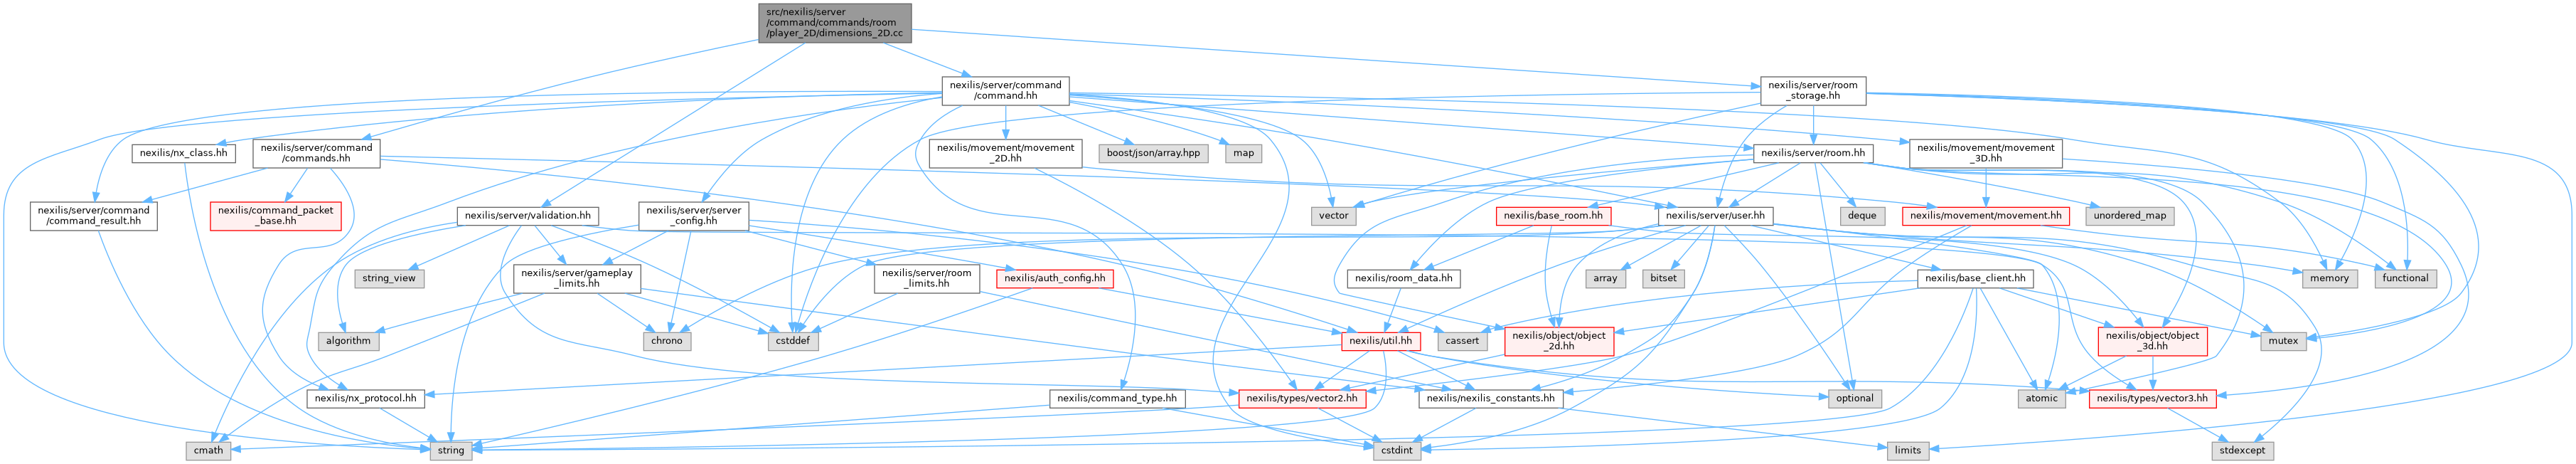 src/nexilis/server
/command/commands/room
/player_2D/dimensions_2D.cc
nexilis/server/command
/command.hh
nexilis/server/room
_storage.hh
nexilis/nx_class.hh
nexilis/server/command
/commands.hh
nexilis/movement/movement
_2D.hh
boost/json/array.hpp
map
nexilis/server/room.hh
nexilis/movement/movement
_3D.hh
nexilis/server/command
/command_result.hh
nexilis/command_packet
_base.hh
nexilis/server/validation.hh
nexilis/server/server
_config.hh
vector
nexilis/base_room.hh
nexilis/server/user.hh
deque
nexilis/movement/movement.hh
unordered_map
string_view
nexilis/server/gameplay
_limits.hh
nexilis/server/room
_limits.hh
nexilis/auth_config.hh
nexilis/room_data.hh
array
bitset
nexilis/base_client.hh
memory
functional
algorithm
chrono
cstddef
cassert
nexilis/util.hh
nexilis/object/object
_2d.hh
nexilis/object/object
_3d.hh
mutex
nexilis/nx_protocol.hh
nexilis/command_type.hh
nexilis/types/vector2.hh
nexilis/nexilis_constants.hh
optional
atomic
nexilis/types/vector3.hh
cmath
string
cstdint
limits
stdexcept